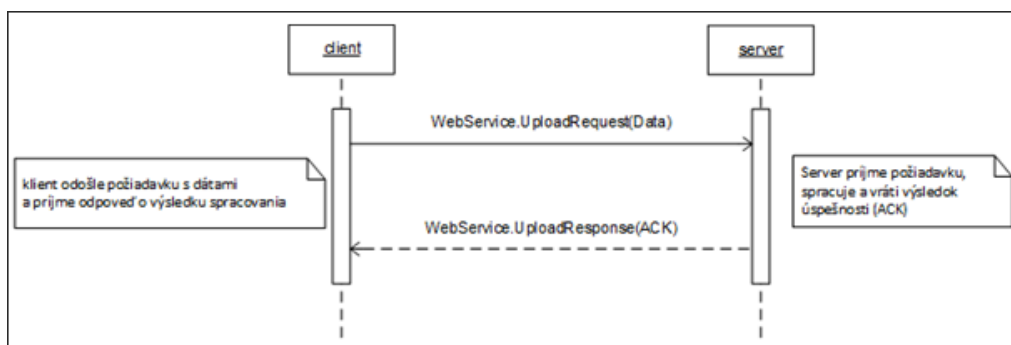 client
server
WebService.UploadRequest(Data)
klient odošle požiadavku s dátami
a prijme odpoveď o výsledku spracovania
Server prijme požiadavku,
spracuje a vráti výsledok
úspešnosti (ACK)
WebService.UploadResponse(ACK)